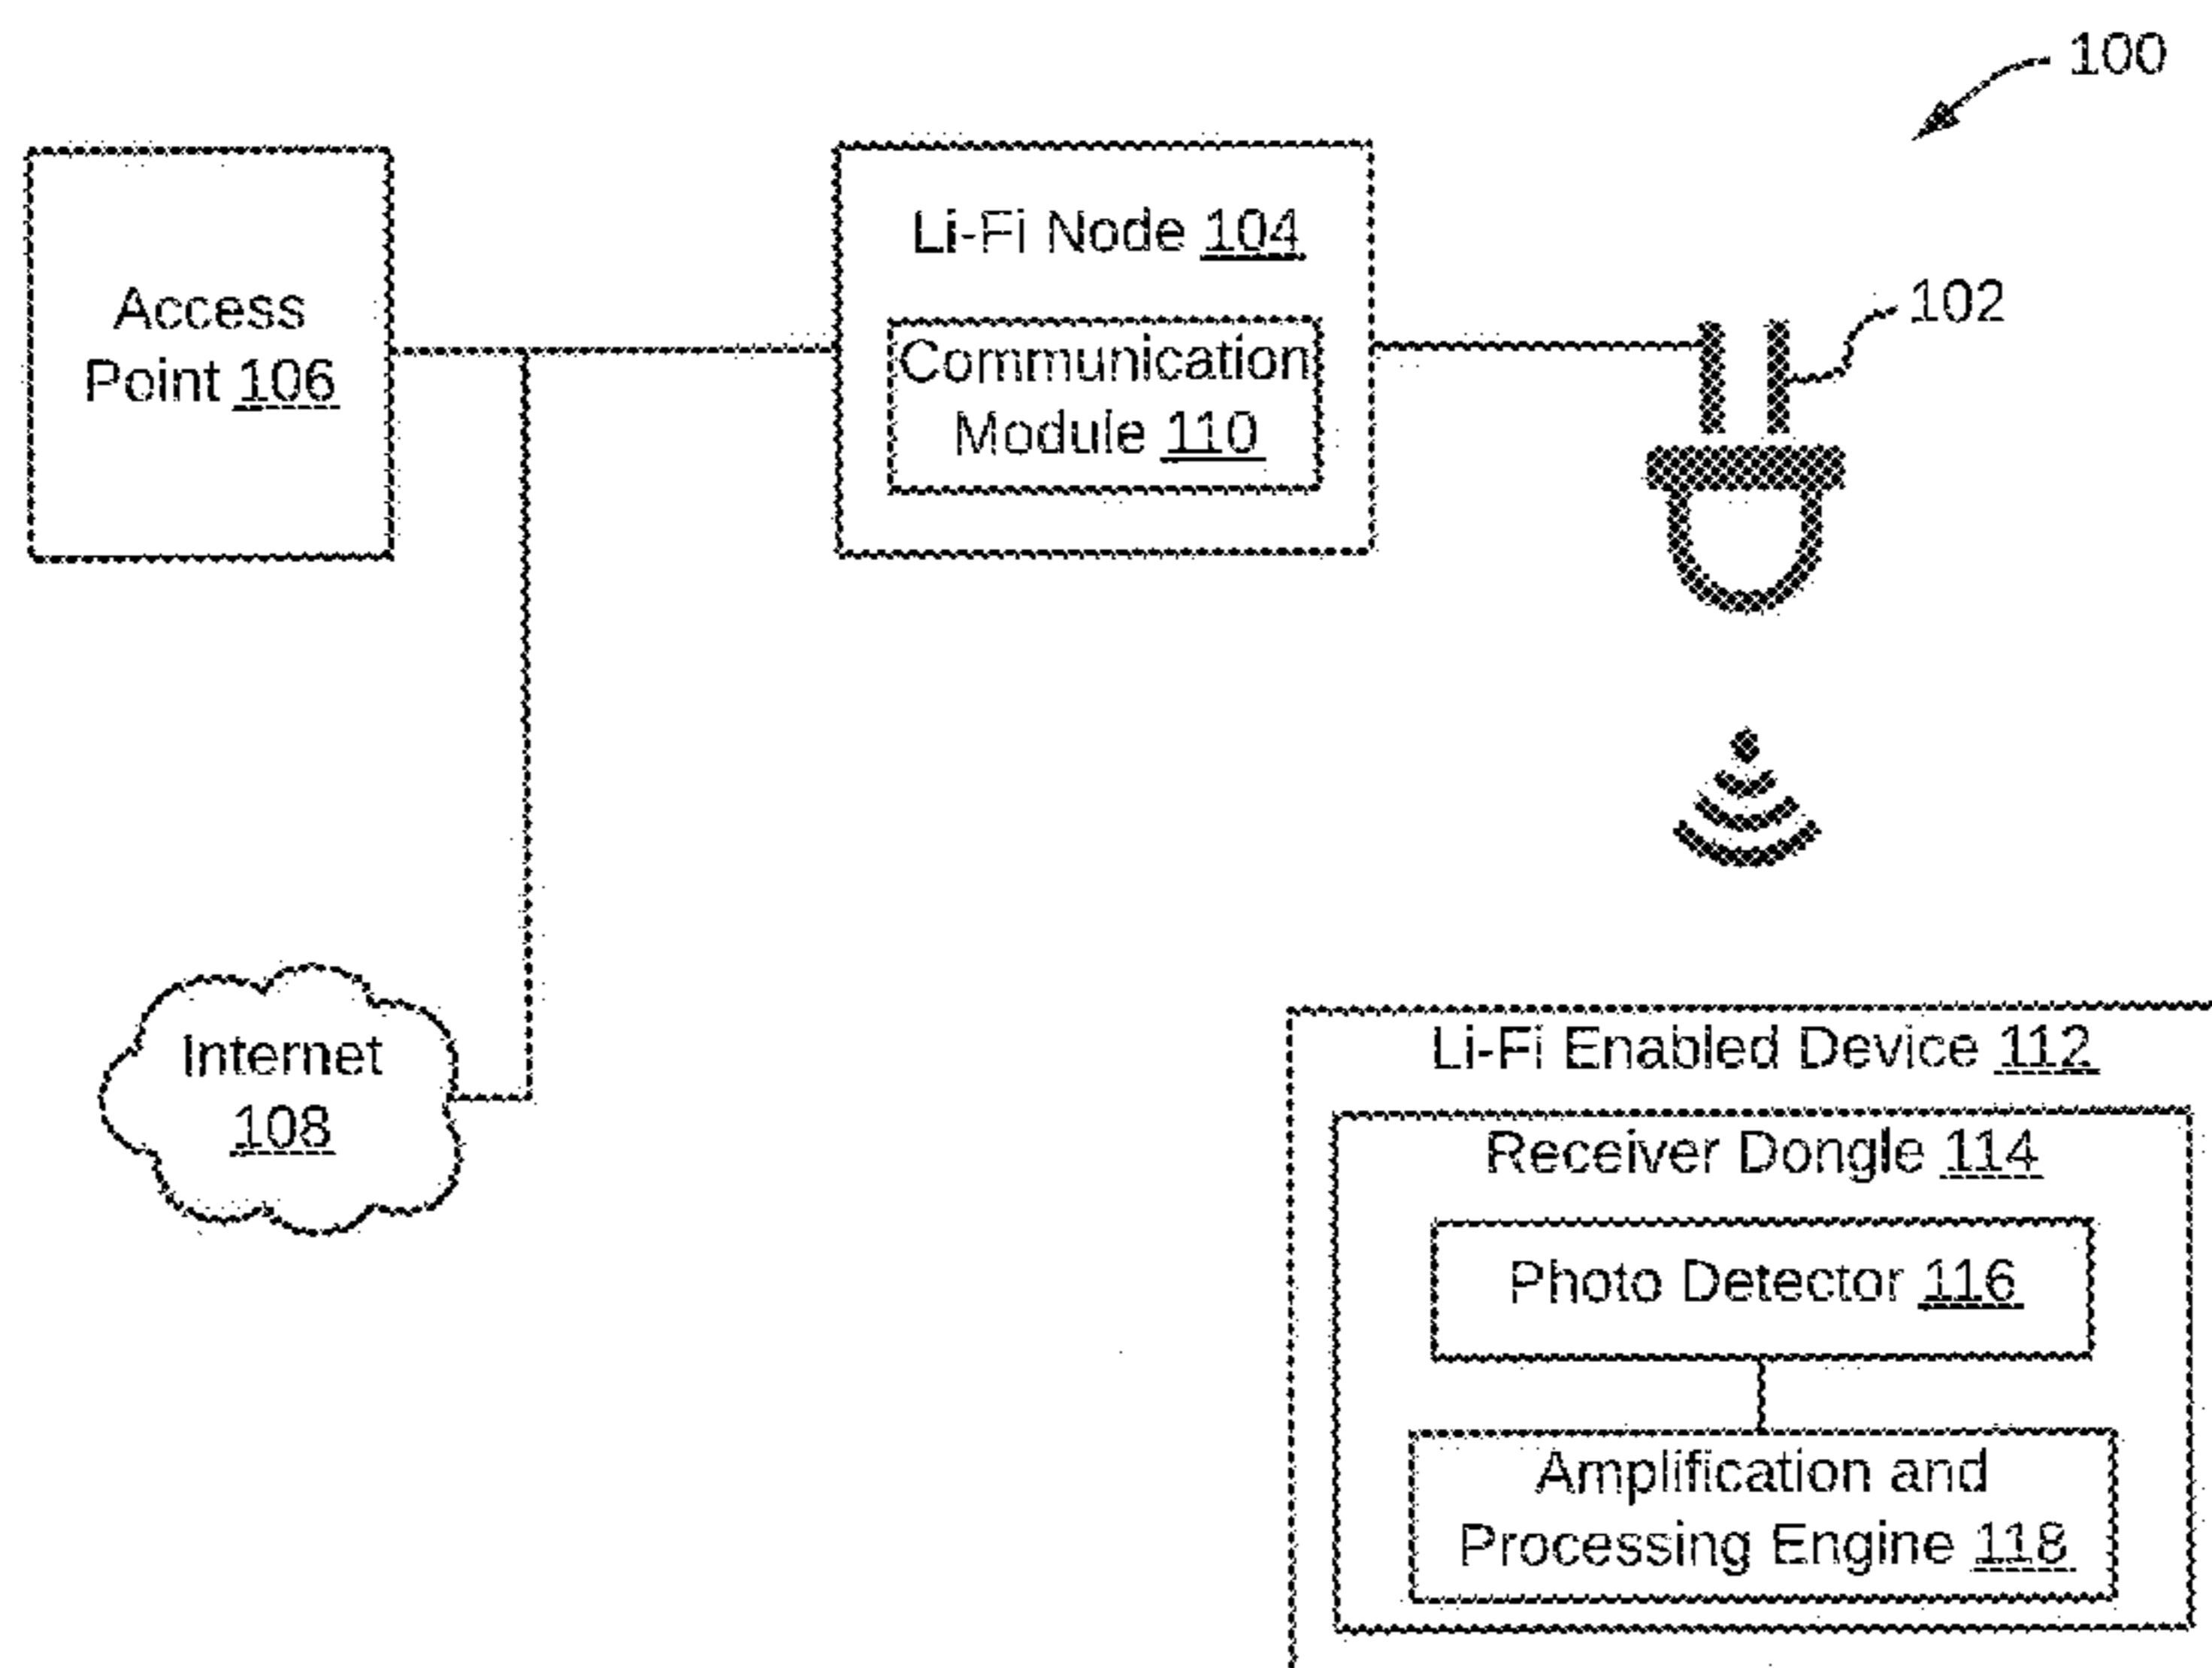 100
Li-Fi Node 104
102
Access
Point 106
Communication
Module 110
Internet
108
Li-Fi Enabled Device 112
Receiver Dongle 114
Photo Detector 116
Amplification and
Processing Engine 118